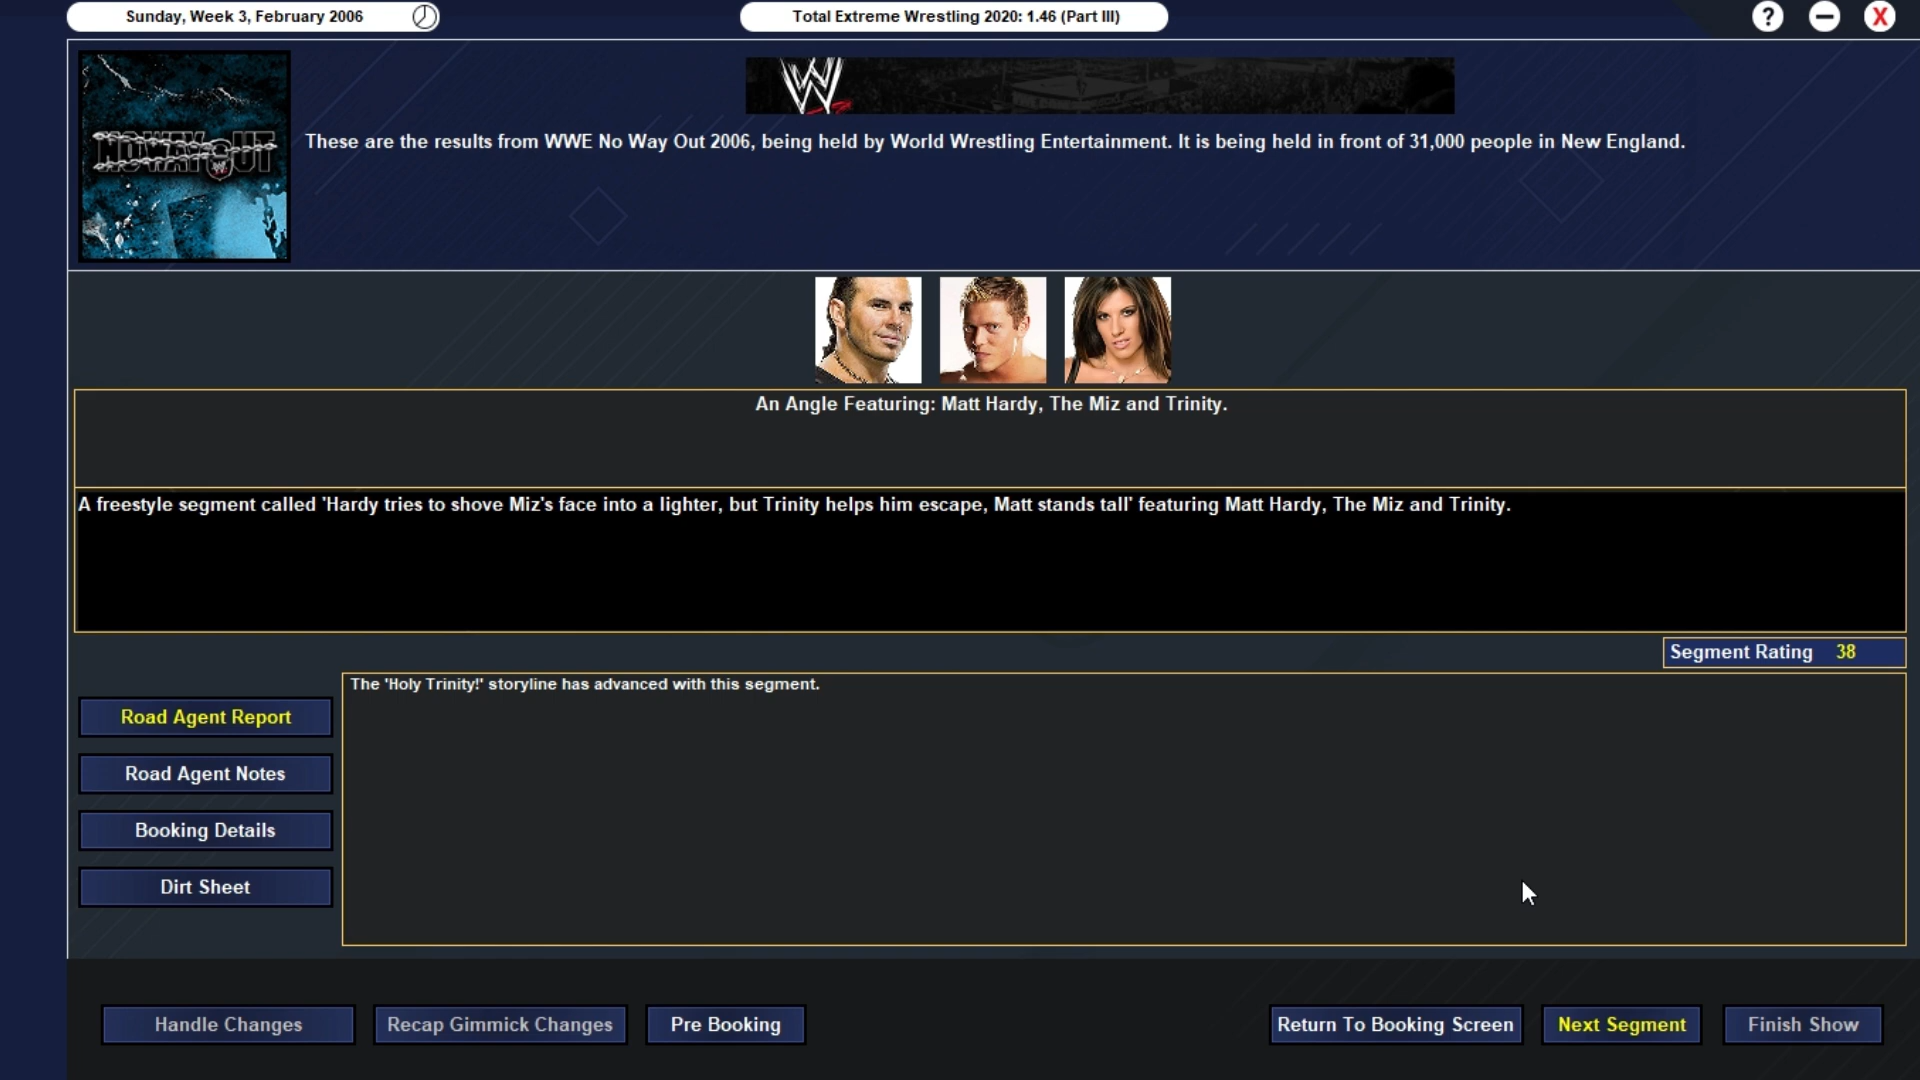 Sunday, Week 3, February 2006
Total Extreme Wrestling 2020: 1.46 (Part III)
?
X
W
NO WAY OUT
These are the results from WWE No Way Out 2006, being held by World Wrestling Entertainment. It is being held in front of 31,000 people in New England.
An Angle Featuring: Matt Hardy, The Miz and Trinity.
A freestyle segment called 'Hardy tries to shove Miz's face into a lighter, but Trinity helps him escape, Matt stands tall' featuring Matt Hardy, The Miz and Trinity.
Segment Rating 38
The 'Holy Trinity!' storyline has advanced with this segment.
Road Agent Report
Road Agent Notes
Booking Details
Dirt Sheet
Handle Changes
Recap Gimmick Changes
Pre Booking
Return To Booking Screen
Next Segment
Finish Show